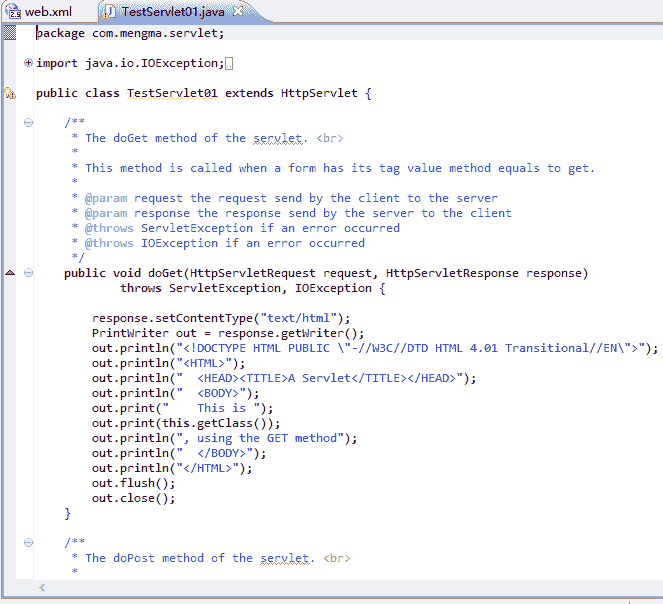 web.xml
TestServlet01.java
package com.mengma.servlet;
import java.io.IOException;
public class TestServlet01 extends HttpServlet {
/**
* The doGet method of the servlet. <br>
*
* This method is called when a form has its tag value method equals to get.
*
* @param request the request send by the client to the server
* @param response the response send by the server to the client
* @throws ServletException if an error occurred
* @throws IOException if an error occurred
*/
public void doGet(HttpServletRequest request, HttpServletResponse response)
throws ServletException, IOException {
response.setContentType("text/html");
PrintWriter out = response.getWriter();
out.println("<!DOCTYPE HTML PUBLIC \"-//W3C//DTD HTML 4.01 Transitional//EN\">");
out.println("<HTML>");
out.println("  <HEAD><TITLE>A Servlet</TITLE></HEAD>");
out.println("  <BODY>");
out.print("    This is ");
out.print(this.getClass());
out.println(", using the GET method");
out.println("  </BODY>");
out.println("</HTML>");
out.flush();
out.close();
}
/**
* The doPost method of the servlet. <br>
*